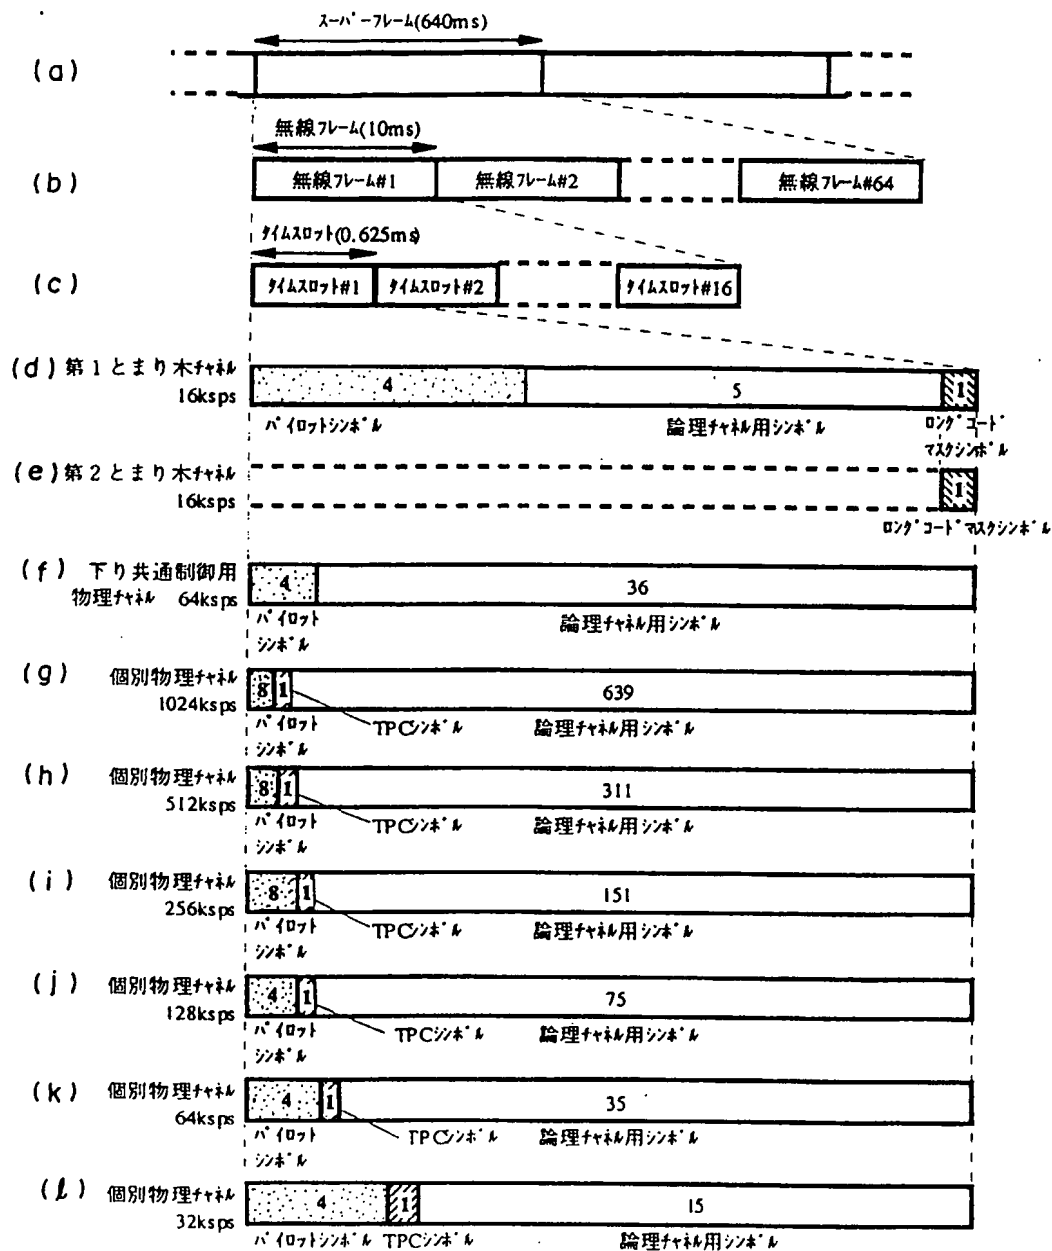 スーパーフレーム(640ms)
(a)
無線フレーム(10ms)
(b) 無線フレーム#1 無線フレーム#2 無線フレーム#64
タイムスロット(0.625ms)
(c) タイムスロット#1 タイムスロット#2 タイムスロット#16
(d) 第1とまり木チャネル 4 5 1
16ksps
パイロットシンボル 論理チャネル用シンボル ロングコード
マスクシンボル
(e) 第2とまり木チャネル 1
16ksps
ロングコードマスクシンボル
(f) 下り共通制御用 4 36
物理チャネル 64ksps
パイロット 論理チャネル用シンボル
シンボル
(g) 個別物理チャネル 8 1 639
1024ksps
パイロット TPCシンボル 論理チャネル用シンボル
シンボル
(h) 個別物理チャネル 8 1 311
512ksps
パイロット TPCシンボル 論理チャネル用シンボル
シンボル
(i) 個別物理チャネル 8 1 151
256ksps
パイロット TPCシンボル 論理チャネル用シンボル
シンボル
(j) 個別物理チャネル 4 1 75
128ksps
パイロット TPCシンボル 論理チャネル用シンボル
シンボル
(k) 個別物理チャネル 4 1 35
64ksps
パイロット TPCシンボル 論理チャネル用シンボル
シンボル
(l) 個別物理チャネル 4 1 15
32ksps
パイロットシンボル TPCシンボル 論理チャネル用シンボル